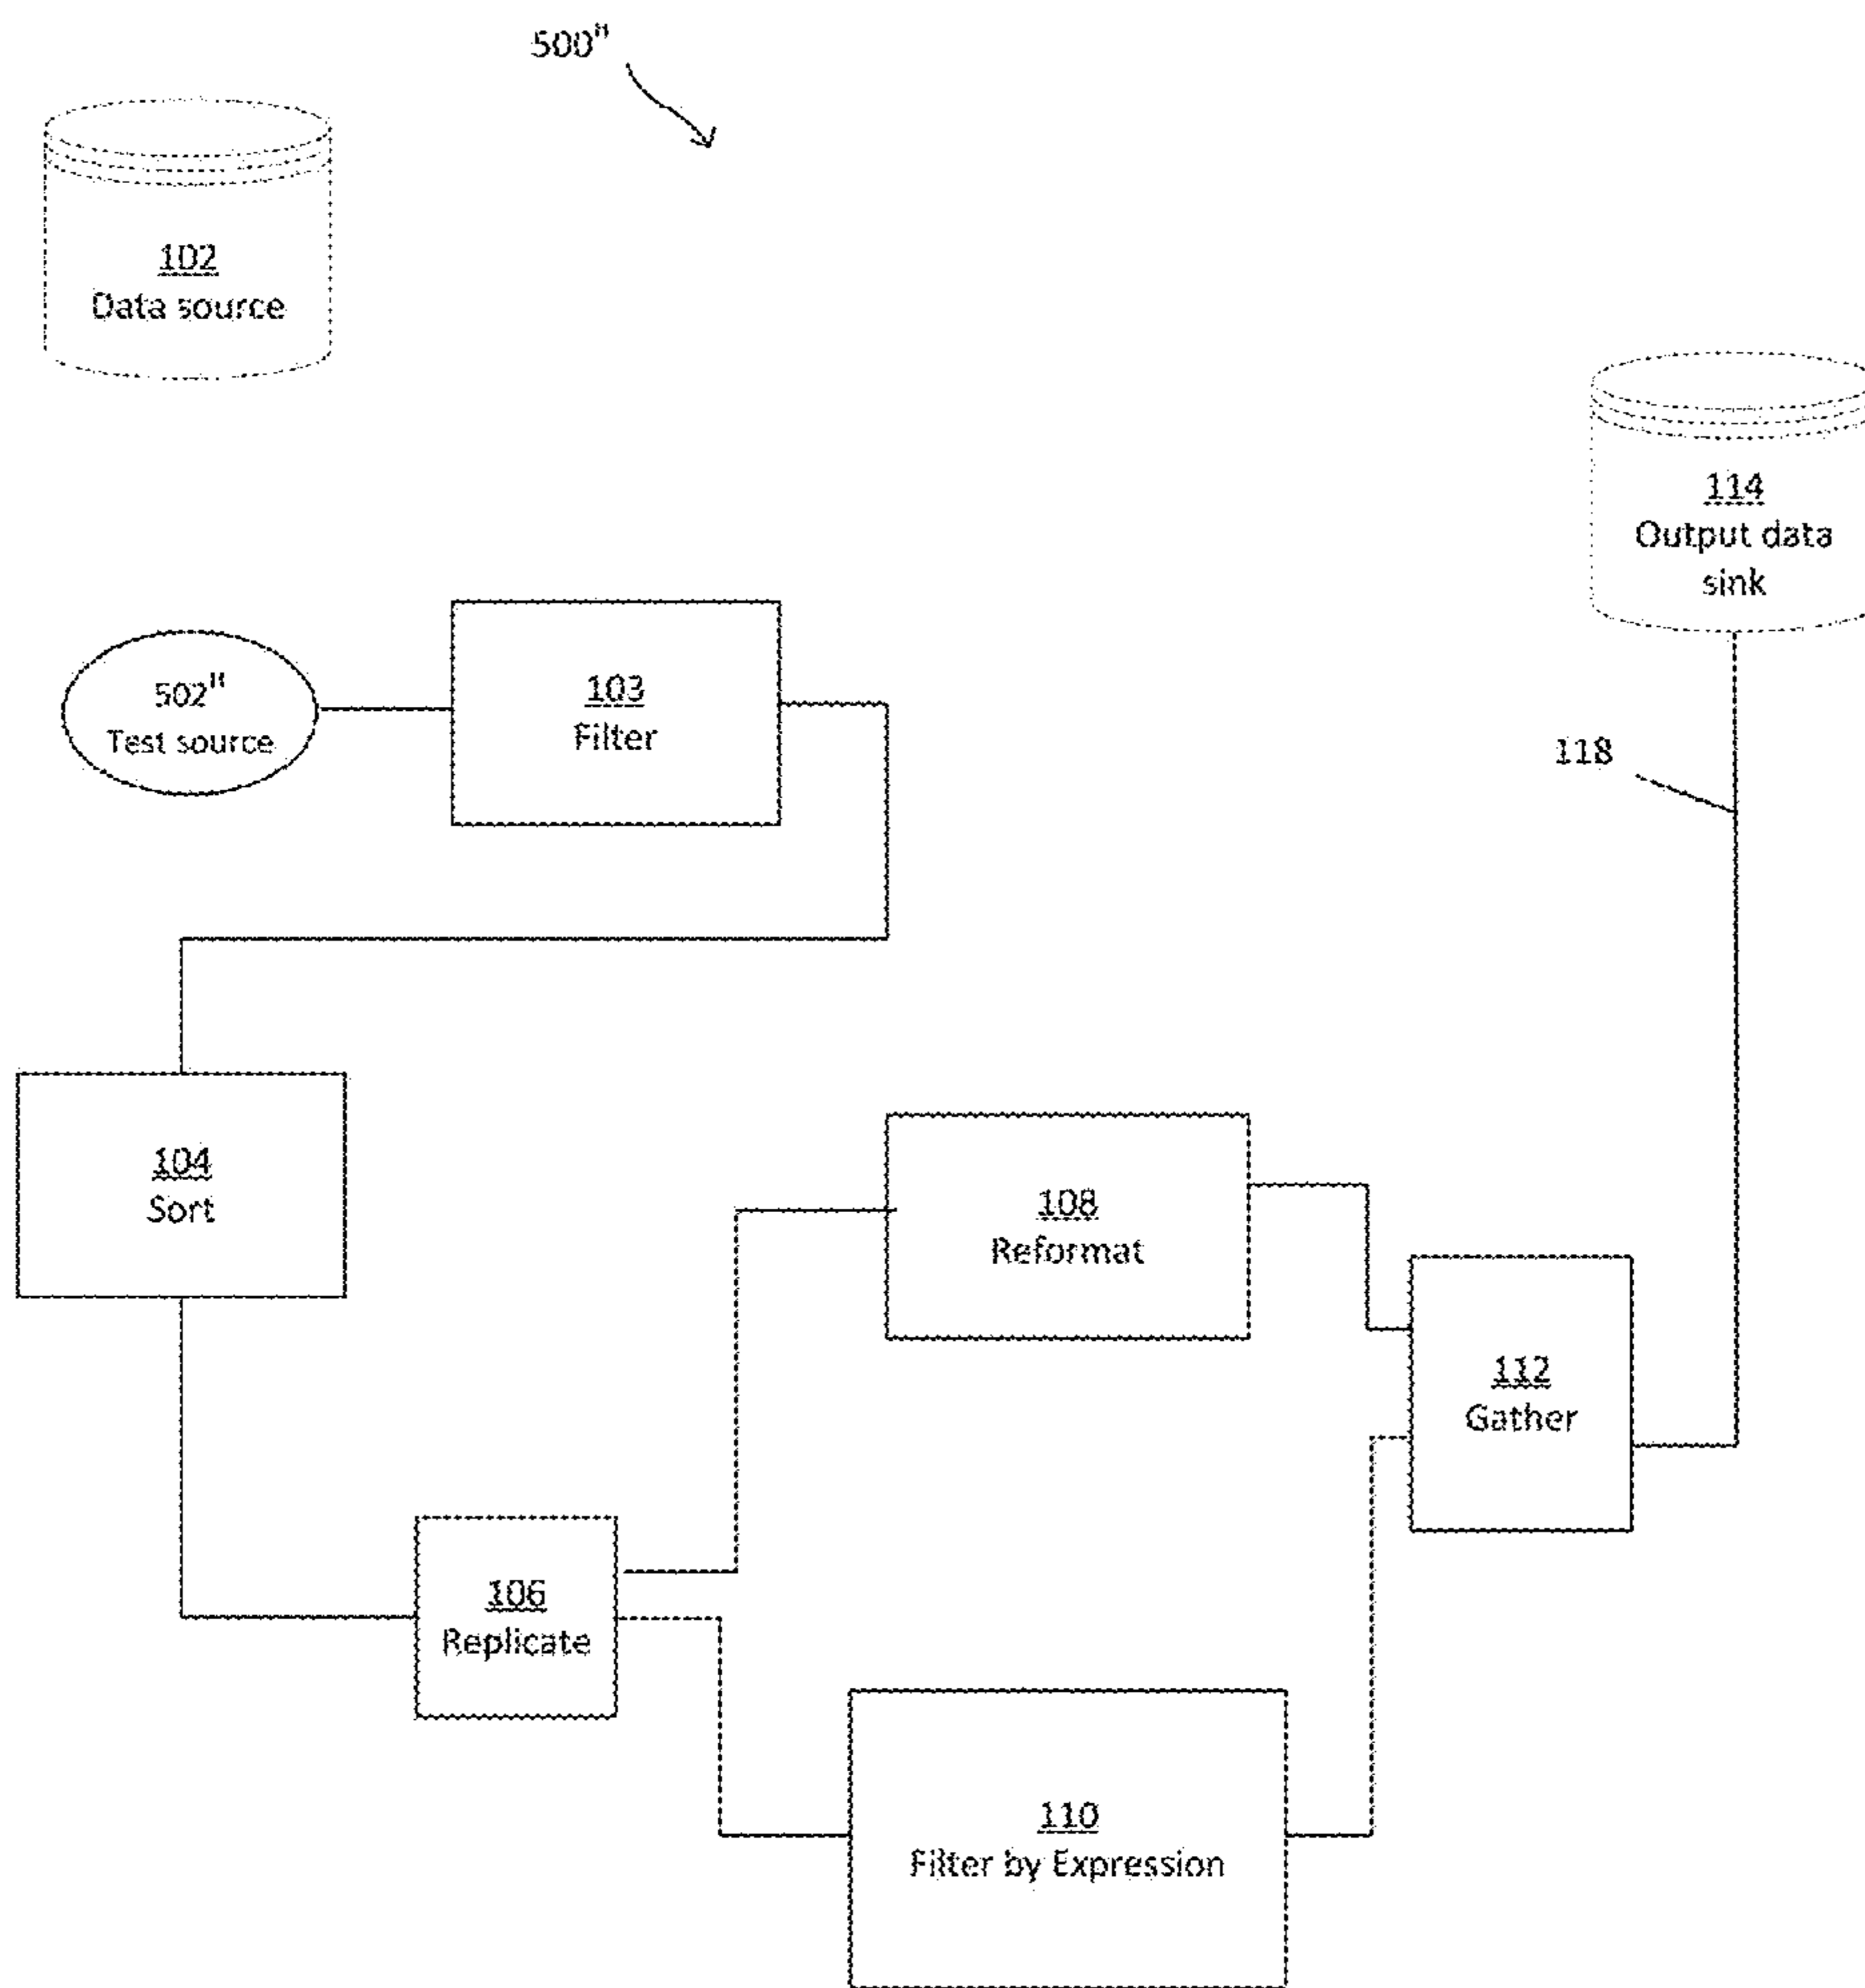 500"
102
Data source
114
Output data
sink
502"
Test source
103
Filter
118
104
Sort
108
Reformat
112
Gather
106
Replicate
110
Filter by Expression